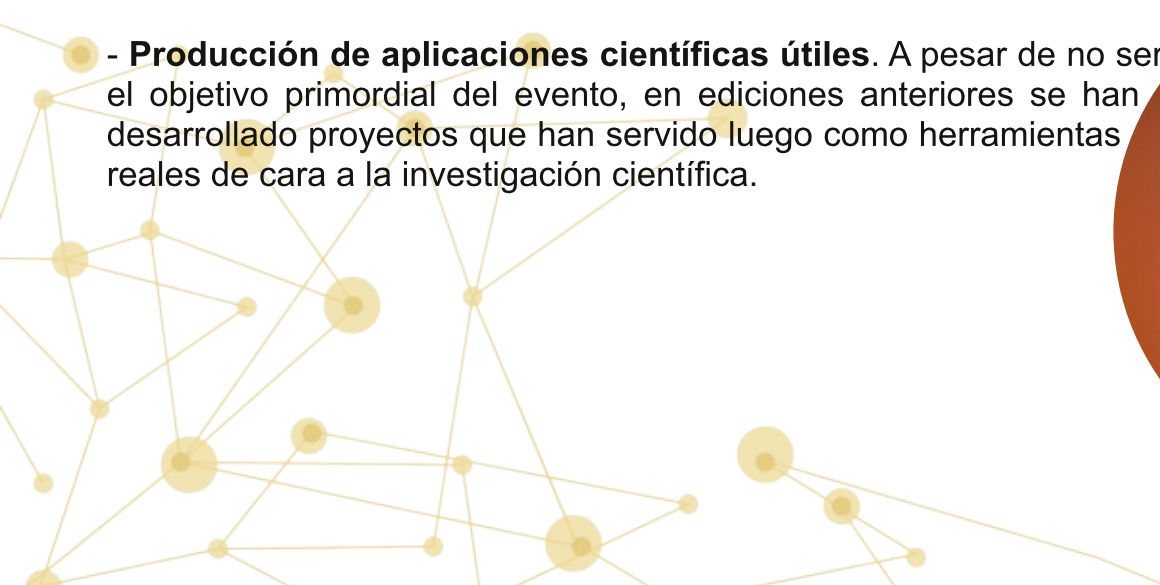 - Producción de aplicaciones científicas útiles. A pesar de no ser
el objetivo primordial del evento, en ediciones anteriores se han
desarrollado proyectos que han servido luego como herramientas
reales de cara a la investigación científica.